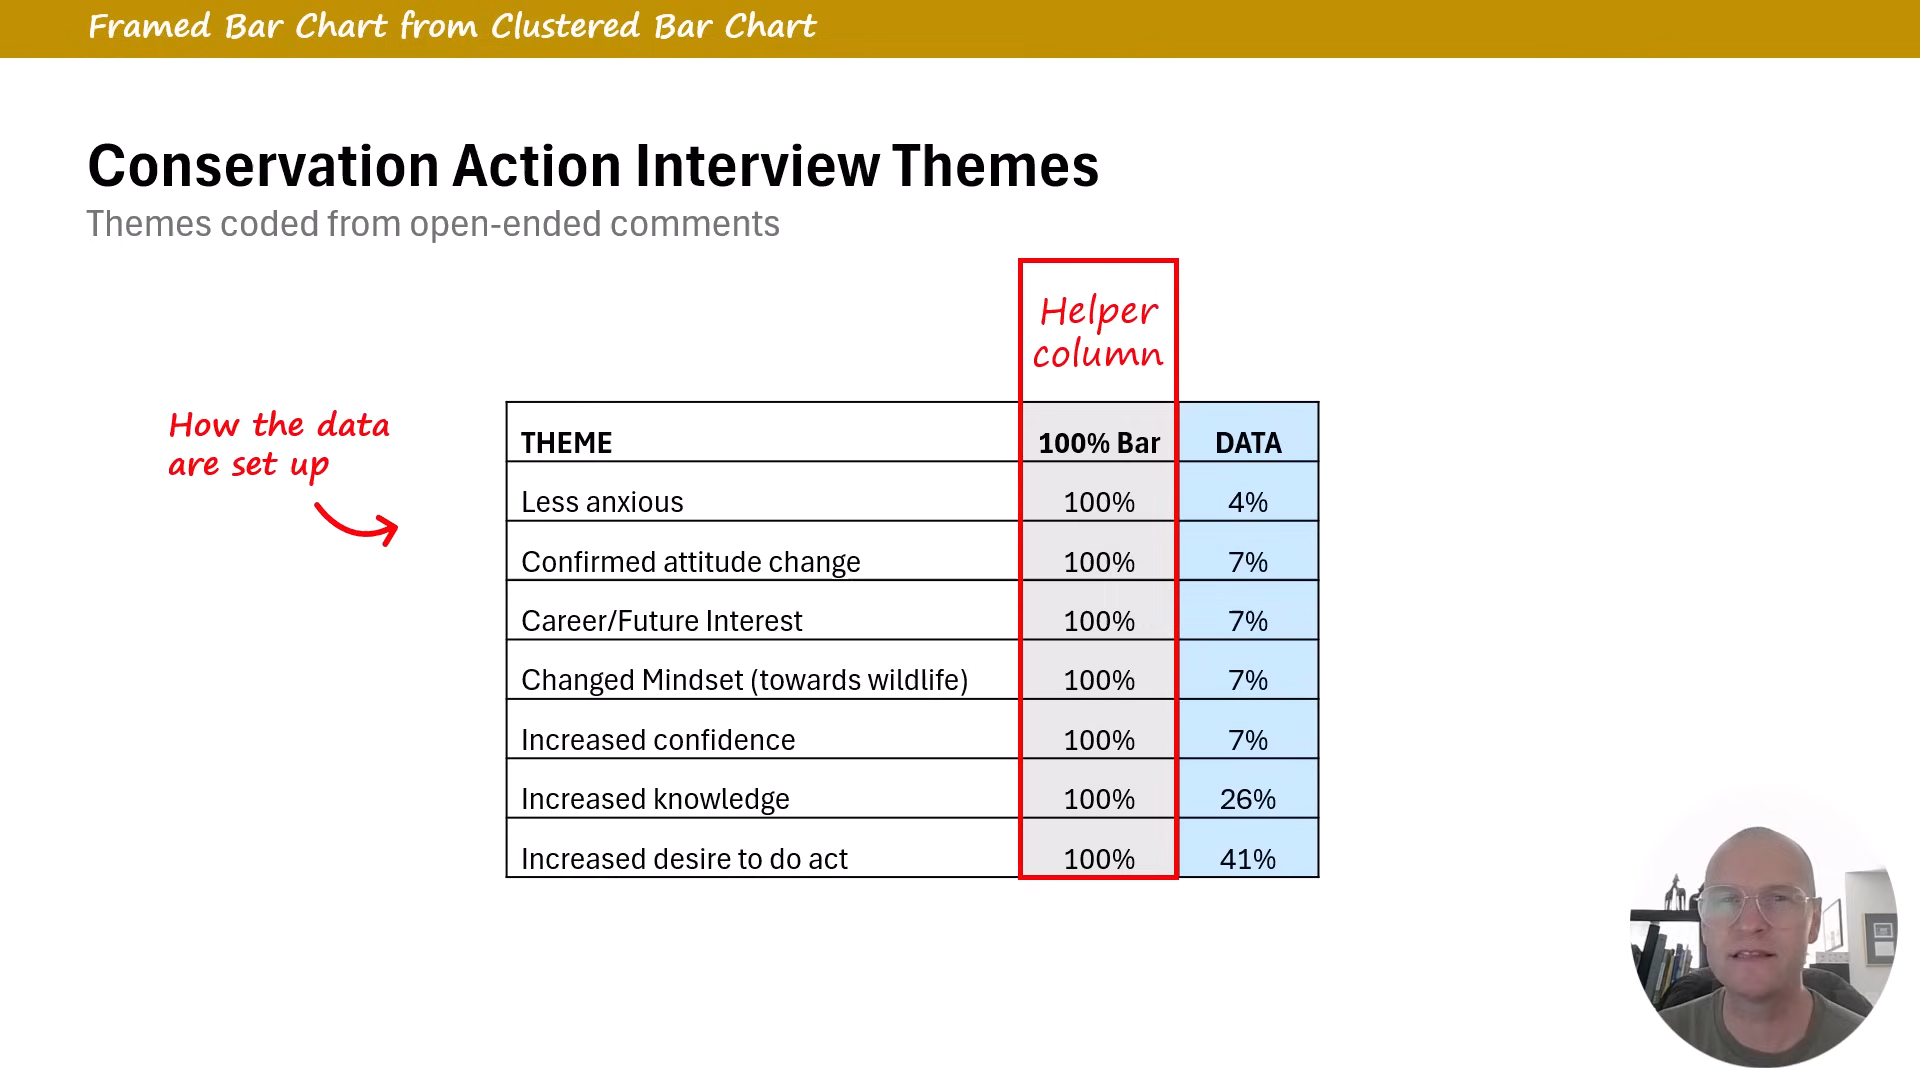 Framed Bar Chart from Clustered Bar Chart
Conservation Action Interview Themes
Themes coded from open-ended comments
Helper
column
How the data
are set up
THEME 100% Bar DATA
Less anxious 100% 4%
Confirmed attitude change 100% 7%
Career/Future Interest 100% 7%
Changed Mindset (towards wildlife) 100% 7%
Increased confidence 100% 7%
Increased knowledge 100% 26%
Increased desire to do act 100% 41%